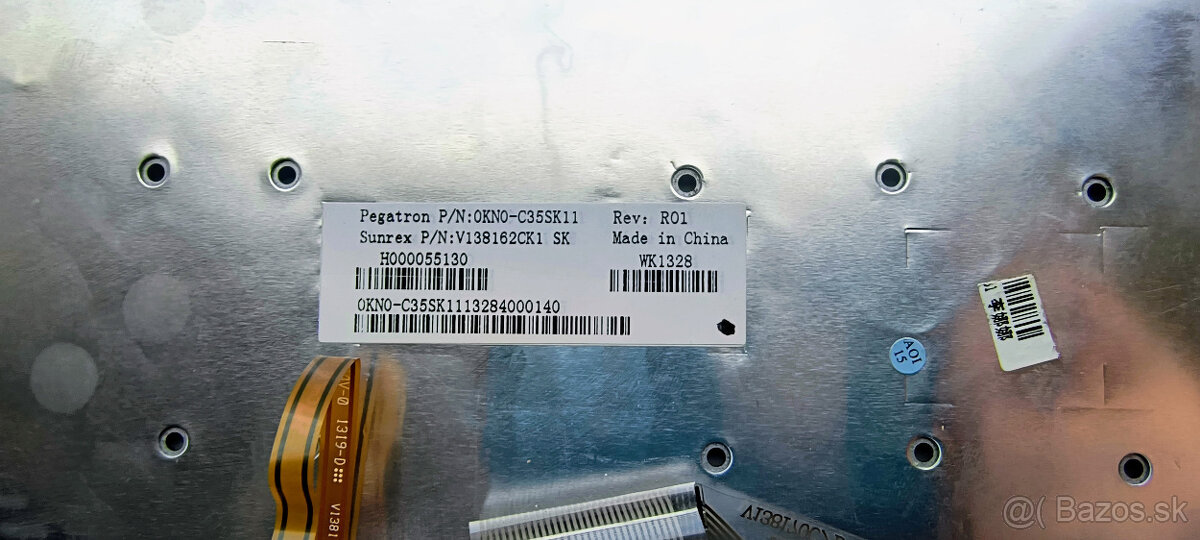 Pegatron P/N:0KN0-C35SK11
Rev: R01
Sunrex P/N:V138162CK1 SK
Made in China
H000055130
WK1328
0KN0-C35SK1113284000140
AOI
15
V-0 1319-D
V1381
@( Bazos.sk